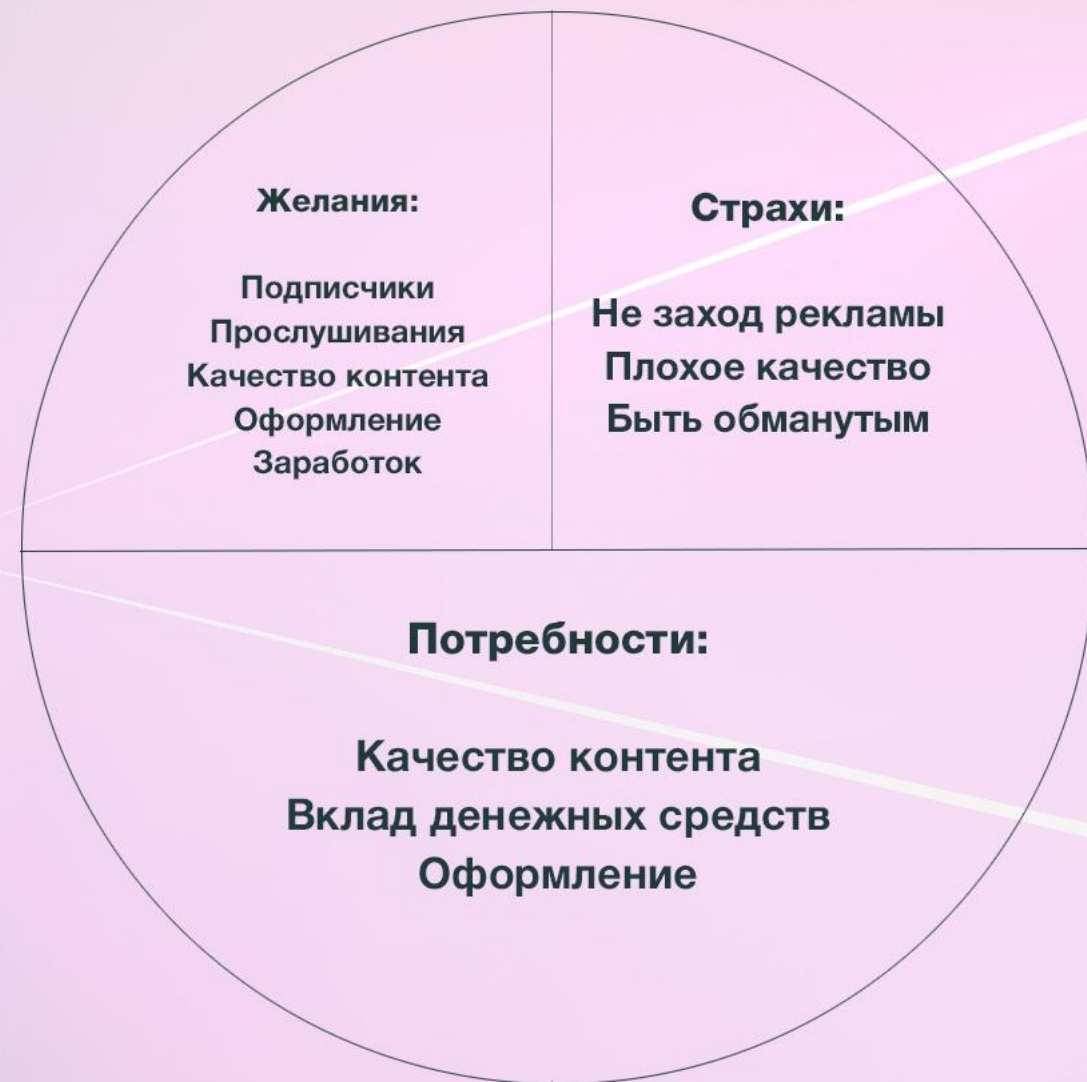 Желания:
Подписчики
Прослушивания
Качество контента
Оформление
Заработок
Страхи:
Не заход рекламы
Плохое качество
Быть обманутым
Потребности:
Качество контента
Вклад денежных средств
Оформление